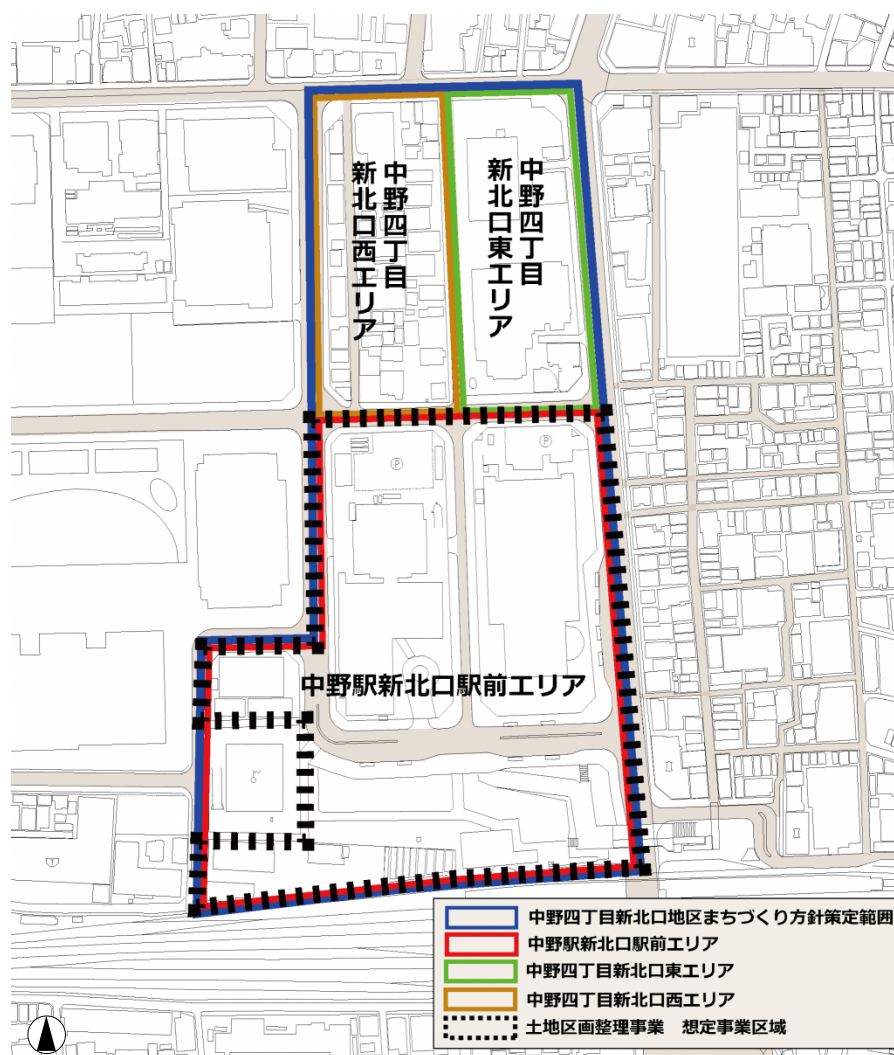 中野四丁目
新北口西エリア
中野四丁目
新北口東エリア
P
P
中野駅新北口駅前エリア
中野四丁目新北口地区まちづくり方針策定範囲
中野駅新北口駅前エリア
中野四丁目新北口東エリア
中野四丁目新北口西エリア
土地区画整理事業 想定事業区域